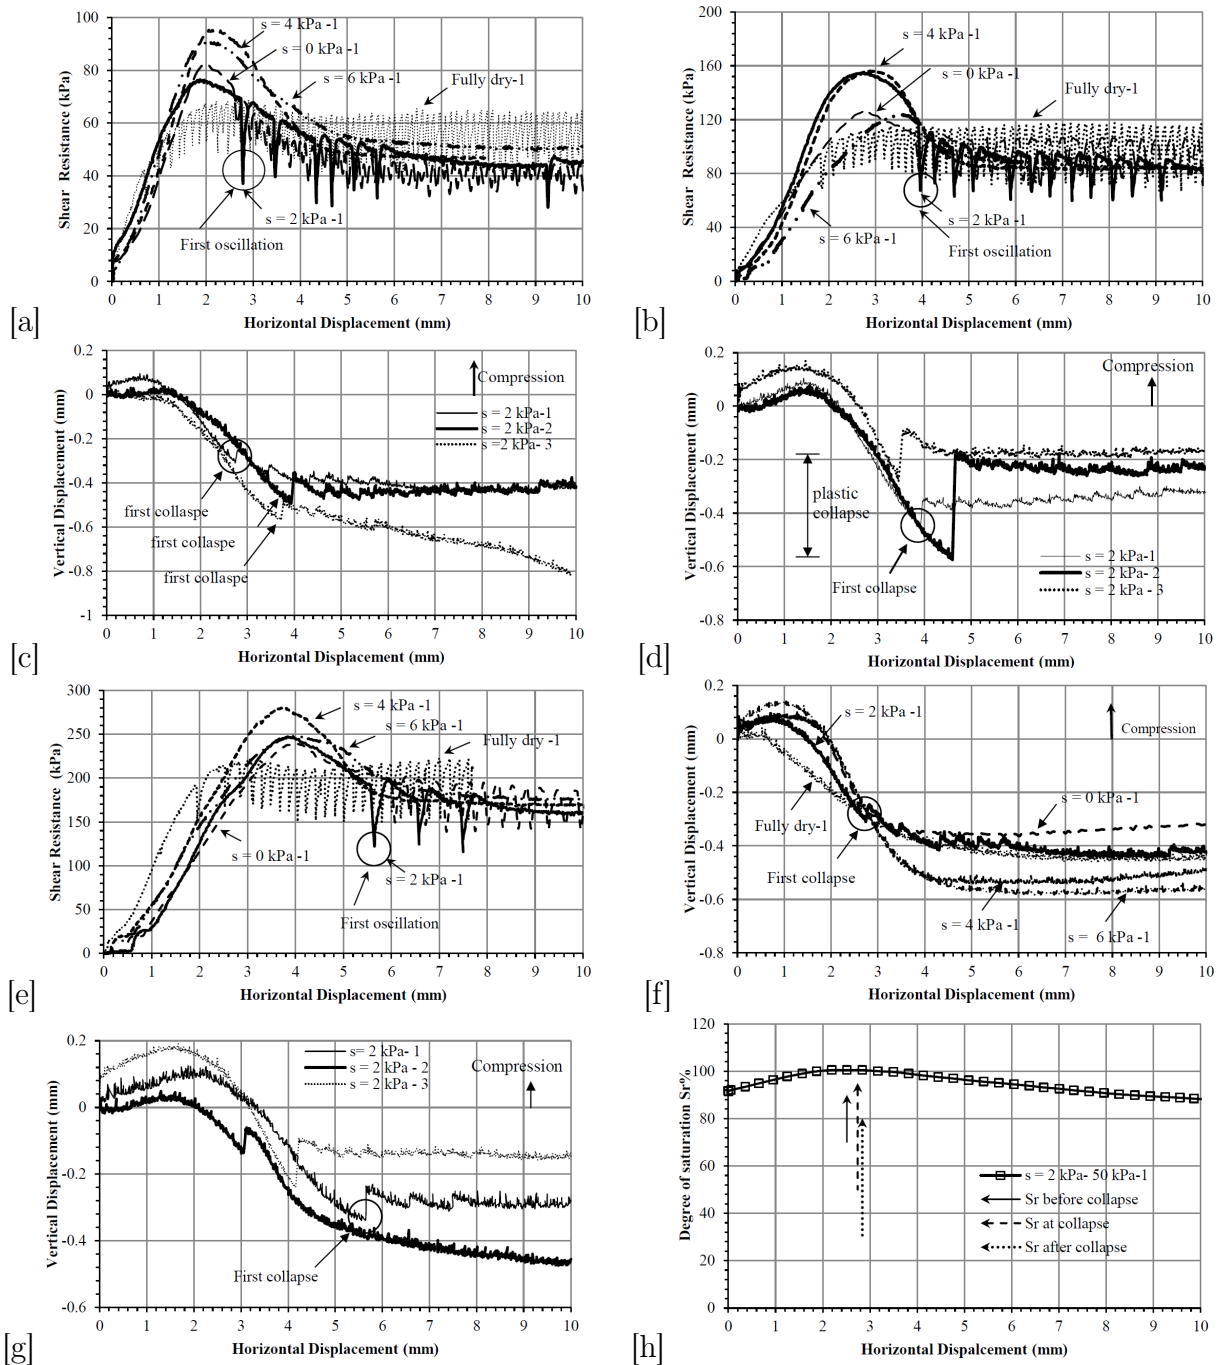 Shear Resistance (kPa)
100
80
60
40
20
0
s = 4 kPa -1
s = 0 kPa -1
s = 6 kPa -1
Fully dry-1
s = 2 kPa -1
First oscillation
0 1 2 3 4 5 6 7 8 9 10
Horizontal Displacement (mm)
[a]
Shear Resistance (kPa)
200
160
120
80
40
0
s = 4 kPa -1
s = 0 kPa -1
Fully dry-1
s = 2 kPa -1
s = 6 kPa -1
First oscillation
0 1 2 3 4 5 6 7 8 9 10
Horizontal Displacement (mm)
[b]
Vertical Displacement (mm)
0.2
0
-0.2
-0.4
-0.6
-0.8
-1
Compression
s = 2 kPa-1
s = 2 kPa-2
s =2 kPa- 3
first collaspe
first collaspe
first collaspe
0 1 2 3 4 5 6 7 8 9 10
Horizontal Displacement (mm)
[c]
Vertical Displacement (mm)
0.2
0
-0.2
-0.4
-0.6
-0.8
Compression
plastic
collapse
First collapse
s = 2 kPa-1
s = 2 kPa- 2
s = 2 kPa - 3
0 1 2 3 4 5 6 7 8 9 10
Horizontal Displacement (mm)
[d]
Shear Resistance (kPa)
300
250
200
150
100
50
0
s = 4 kPa -1
s = 6 kPa -1
Fully dry -1
s = 0 kPa -1
s = 2 kPa -1
First oscillation
0 1 2 3 4 5 6 7 8 9 10
Horizontal Displacement (mm)
[e]
Vertical Displacement (mm)
0.2
0
-0.2
-0.4
-0.6
-0.8
s = 2 kPa -1
Compression
s = 0 kPa -1
Fully dry-1
First collapse
s = 4 kPa -1
s = 6 kPa -1
0 1 2 3 4 5 6 7 8 9 10
Horizontal Displacement (mm)
[f]
Vertical Displacement (mm)
0.2
0
-0.2
-0.4
-0.6
s= 2 kPa- 1
s = 2 kPa - 2
s = 2 kPa - 3
Compression
First collapse
0 1 2 3 4 5 6 7 8 9 10
Horizontal Displacement (mm)
[g]
Degree of saturation Sr%
120
100
80
60
40
20
0
s = 2 kPa- 50 kPa-1
Sr before collapse
Sr at collapse
Sr after collapse
0 1 2 3 4 5 6 7 8 9 10
Horizontal Displacement (mm)
[h]